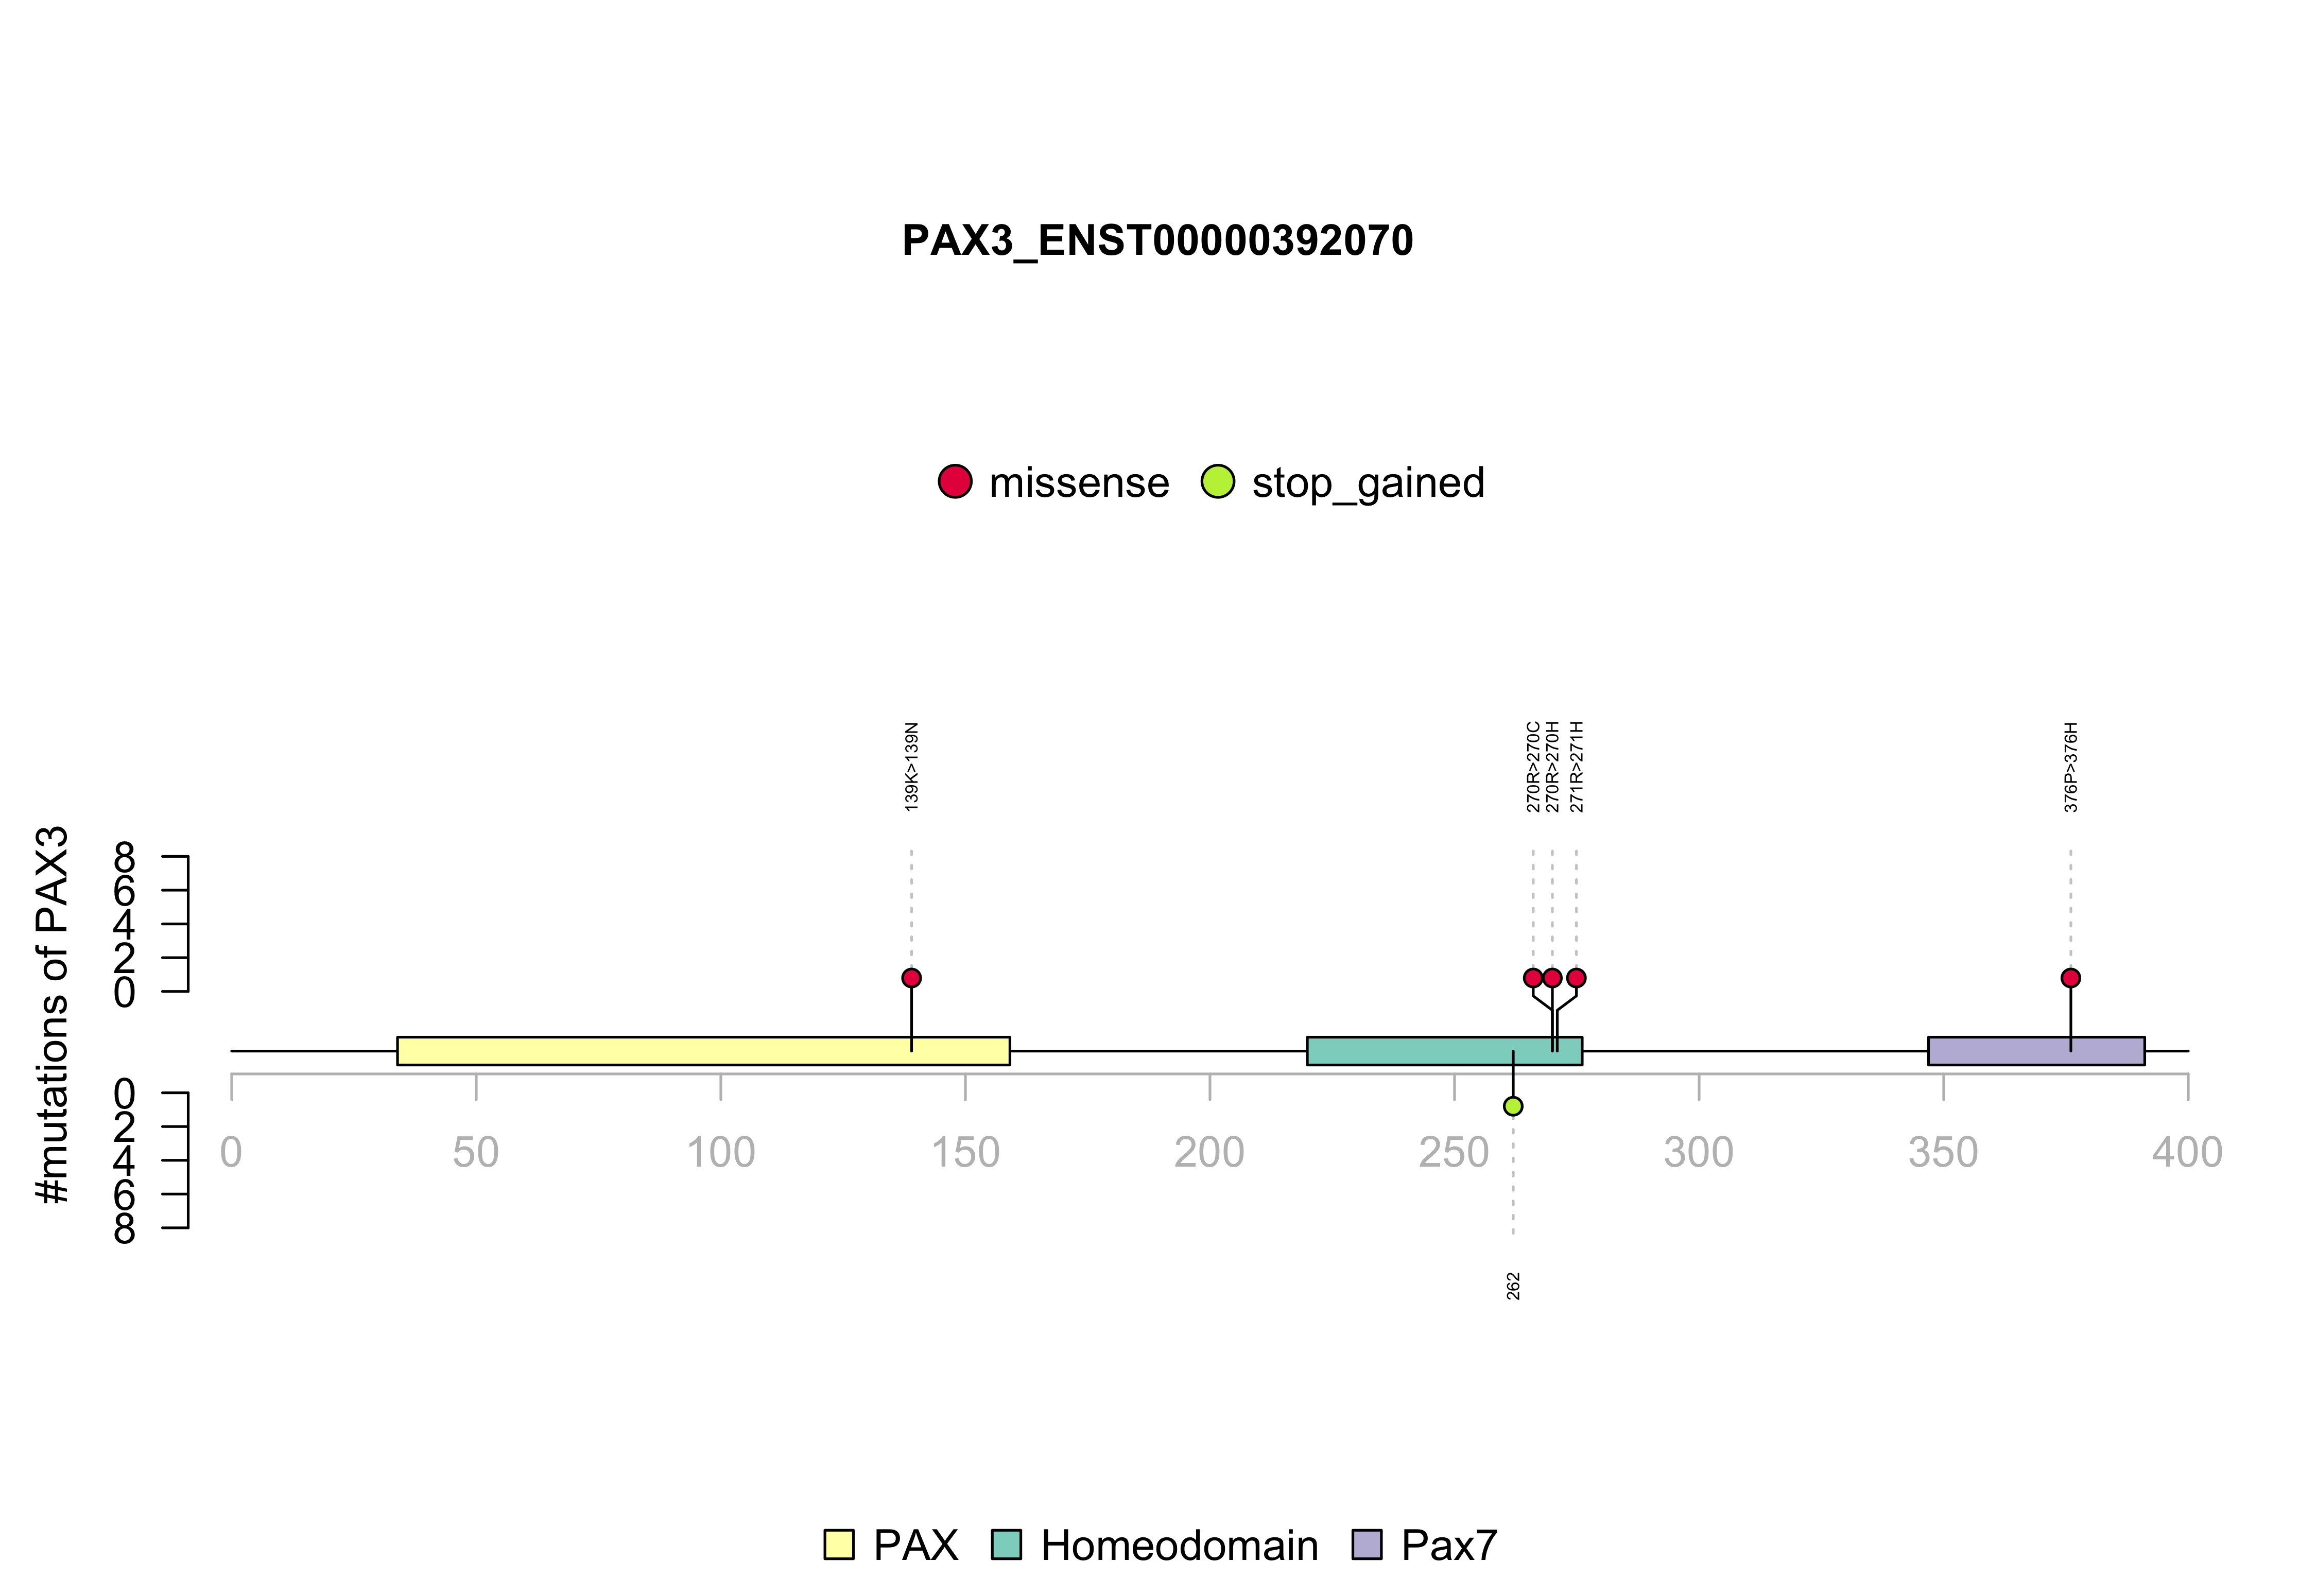 PAX3_ENST00000392070
missense stop_gained
139K>139N 270R>270C 270R>270H 271R>271H 376P>376H
#mutations of PAX3
8
6
4
2
0
0
2
4
6
8
0 50 100 150 200 250 300 350 400
262
PAX Homeodomain Pax7